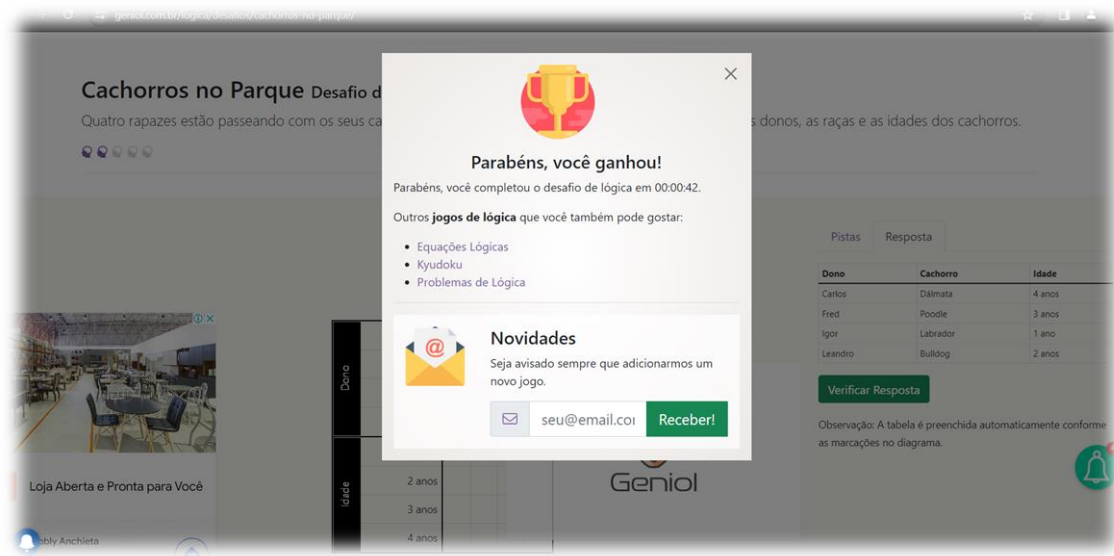 geniol.com.br/logica/desafios/cachorros-no-parque/
Cachorros no Parque Desafio d
Quatro rapazes estão passeando com os seus ca
s donos, as raças e as idades dos cachorros.
Parabéns, você ganhou!
Parabéns, você completou o desafio de lógica em 00:00:42.
Outros jogos de lógica que você também pode gostar:
Equações Lógicas
Kyudoku
Problemas de Lógica
Novidades
Seja avisado sempre que adicionarmos um
novo jogo.
seu@email.co
Receber!
Pistas Resposta
Dono Cachorro Idade
Carlos Dálmata 4 anos
Fred Poodle 3 anos
Igor Labrador 1 ano
Leandro Bulldog 2 anos
Verificar Resposta
Observação: A tabela é preenchida automaticamente conforme
as marcações no diagrama.
Dono
Idade
2 anos
3 anos
4 anos
Geniol
Loja Aberta e Pronta para Você
Anchieta